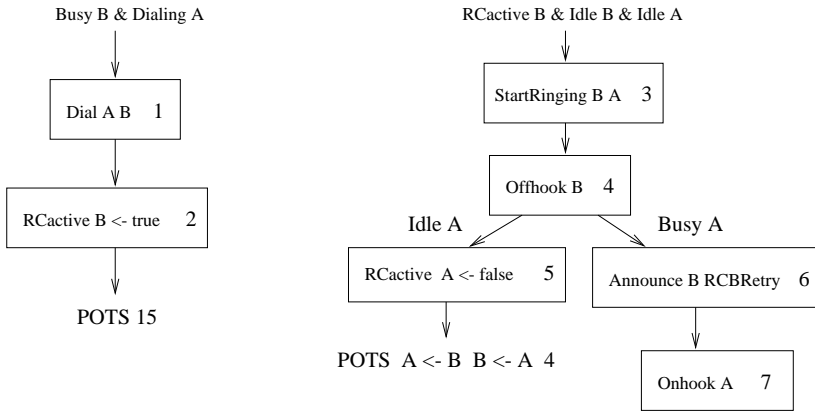 Busy B & Dialing A
Dial A B 1
RCactive B <- true 2
POTS 15
RCactive B & Idle B & Idle A
StartRinging B A 3
Offhook B 4
Idle A
Busy A
RCactive A <- false 5
Announce B RCBRetry 6
POTS A <- B B <- A 4
Onhook A 7